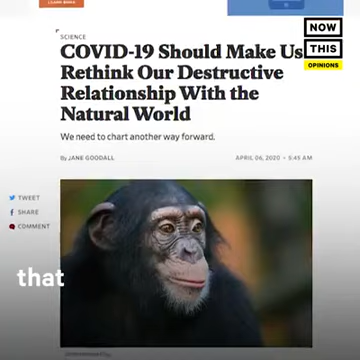 NOW
THIS
OPINIONS
SCIENCE
COVID-19 Should Make Us
Rethink Our Destructive
Relationship With the
Natural World
We need to chart another way forward.
By JANE GOODALL
APRIL 06, 2020 • 5:45 AM
TWEET
SHARE
COMMENT
that